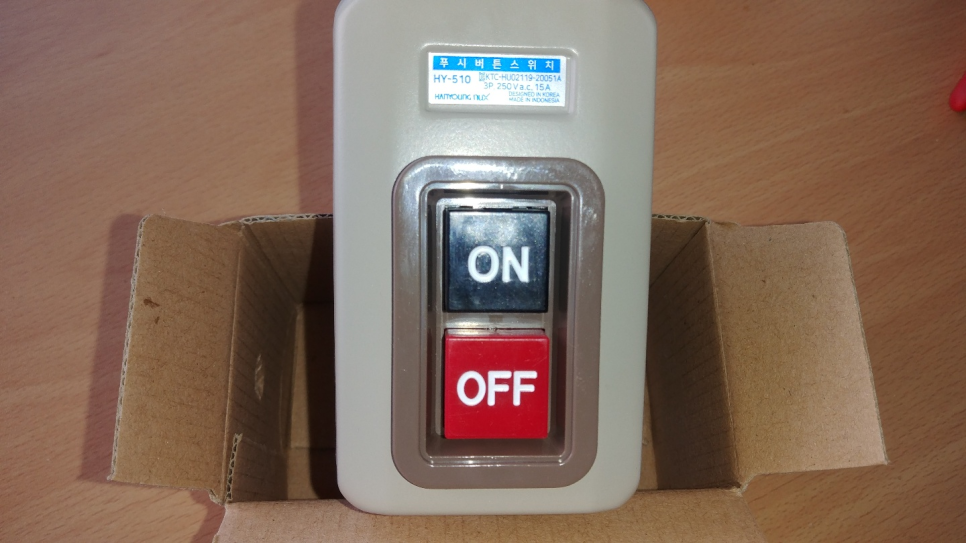 푸시버튼스위치
HY-510 KTC-HU02119-20051A
3P 250V a.c. 15A
HANYOUNG NUX DESIGNED IN KOREA
MADE IN INDONESIA
ON
OFF